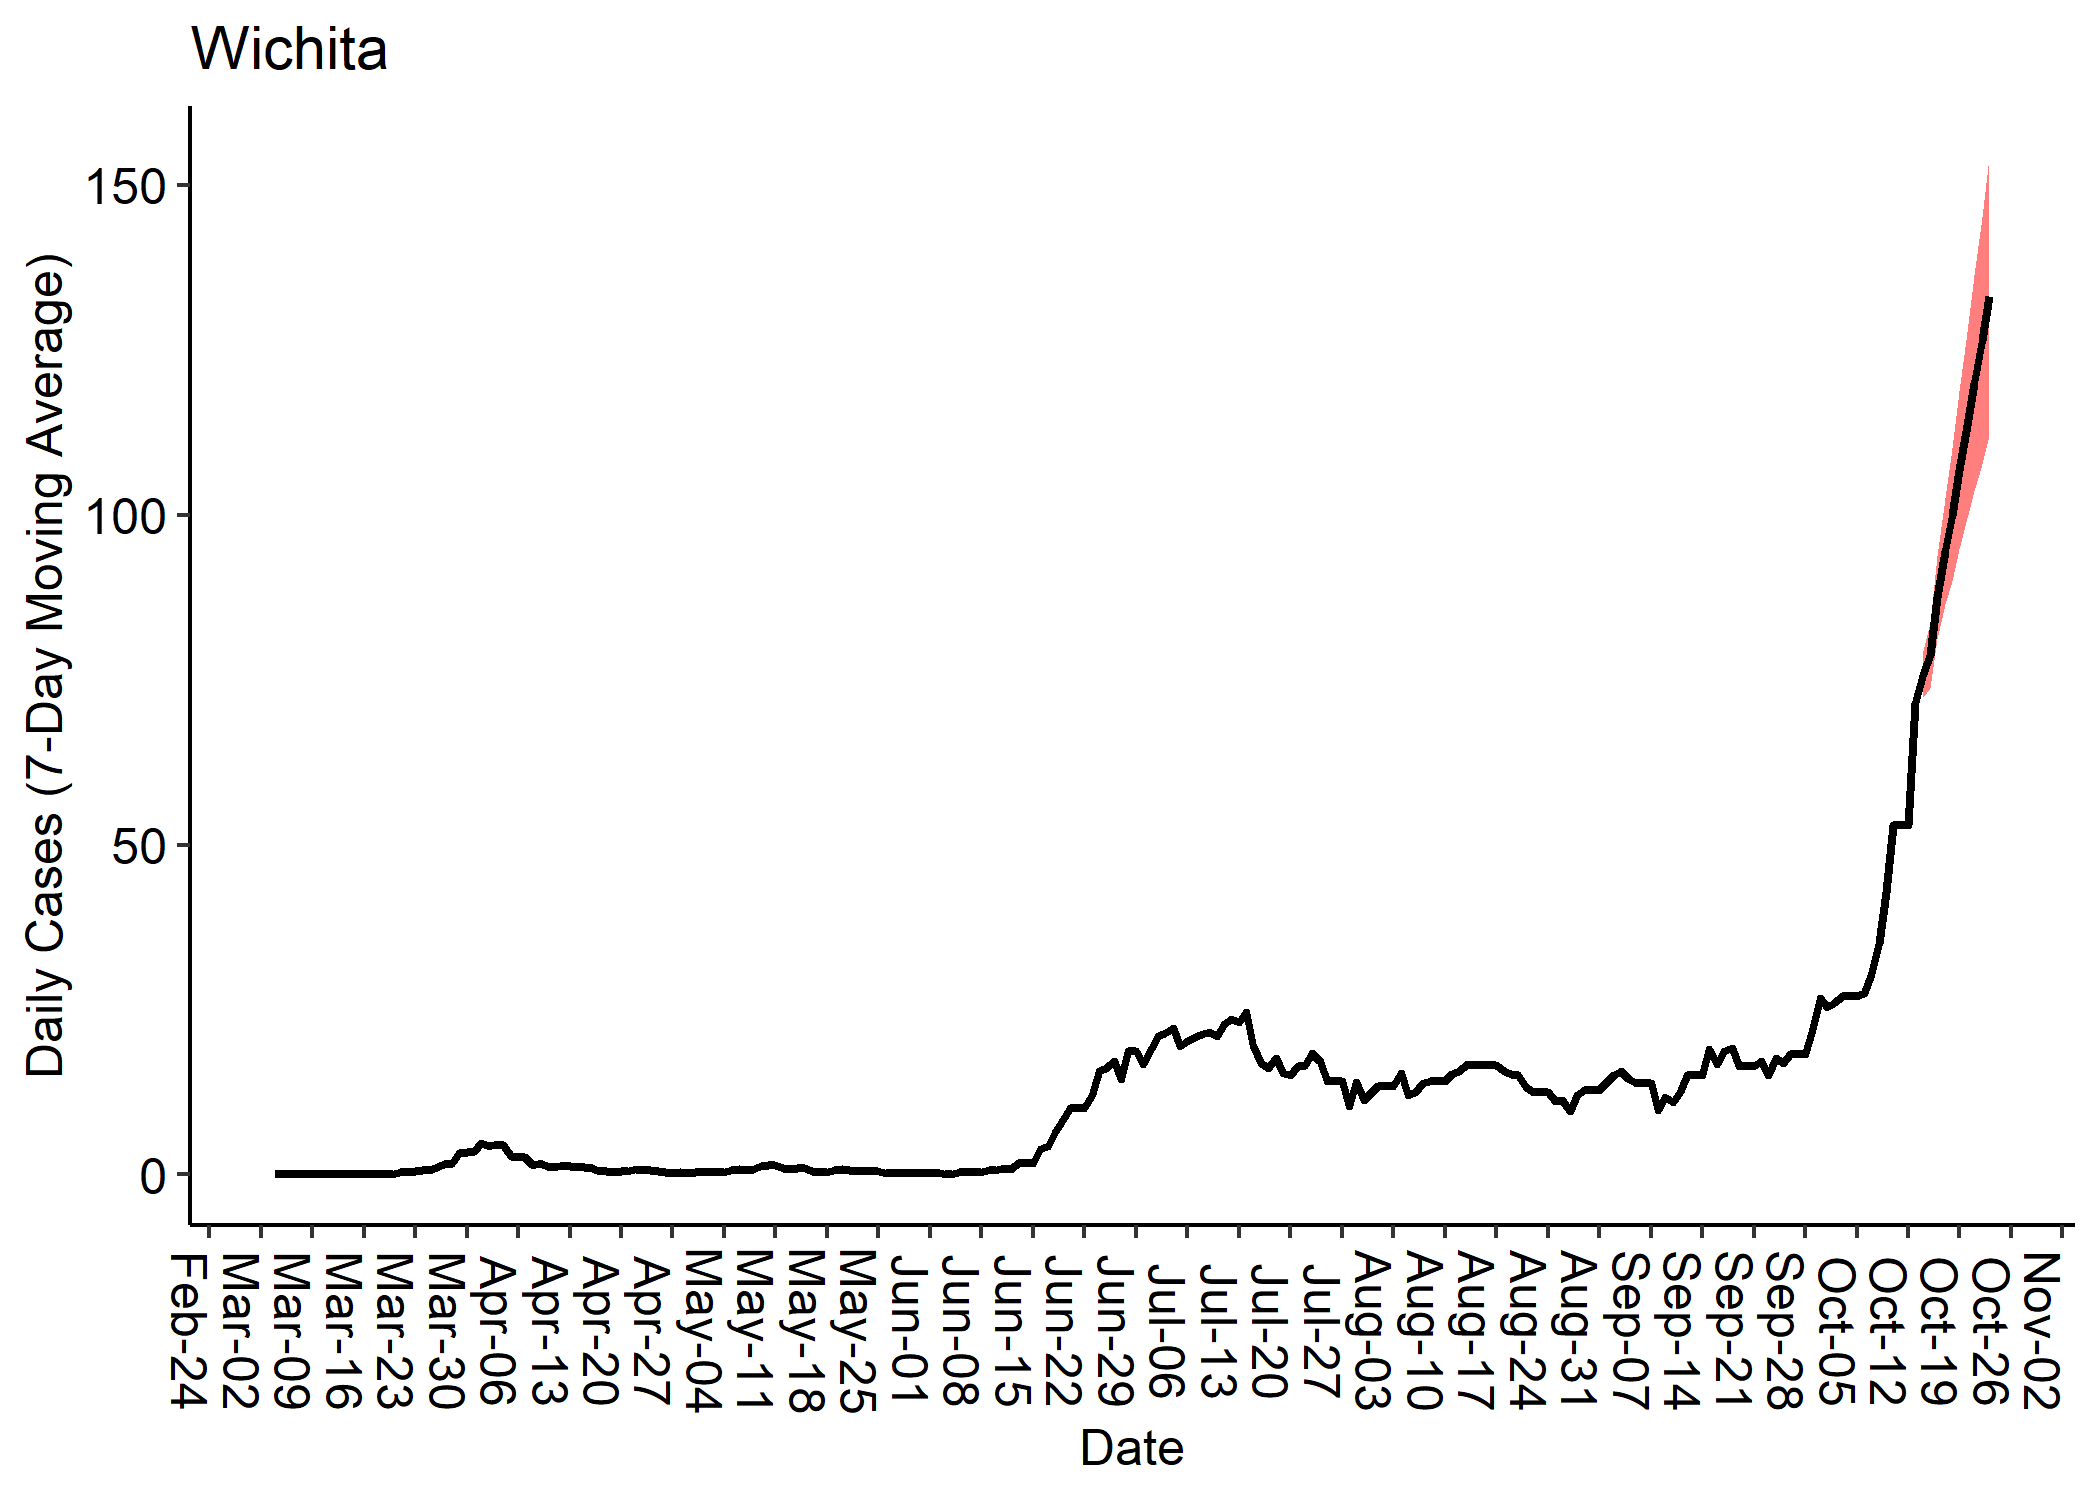 Wichita
Daily Cases (7-Day Moving Average)
150
100
50
0
Feb-24
Mar-02
Mar-09
Mar-16
Mar-23
Mar-30
Apr-06
Apr-13
Apr-20
Apr-27
May-04
May-11
May-18
May-25
Jun-01
Jun-08
Jun-15
Jun-22
Jun-29
Jul-06
Jul-13
Jul-20
Jul-27
Aug-03
Aug-10
Aug-17
Aug-24
Aug-31
Sep-07
Sep-14
Sep-21
Sep-28
Oct-05
Oct-12
Oct-19
Oct-26
Nov-02
Date